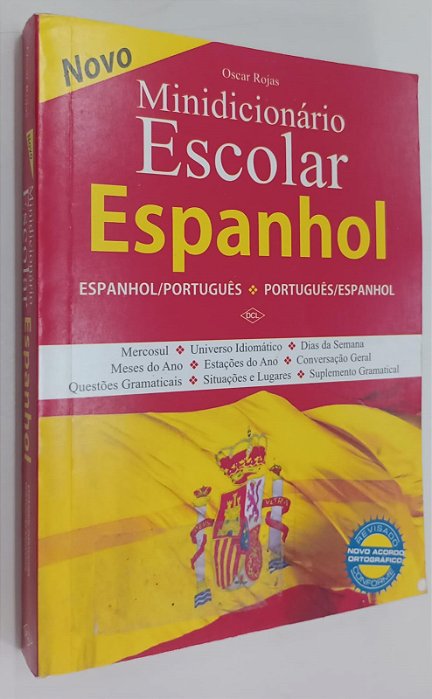 Novo
Oscar Rojas
Minidicionário
Escolar
Espanhol
ESPANHOL/PORTUGUÊS ❖ PORTUGUÊS/ESPANHOL
DCL
Mercosul ❖ Universo Idiomático ❖ Dias da Semana
Meses do Ano ❖ Estações do Ano ❖ Conversação Geral
Questões Gramaticais ❖ Situações e Lugares ❖ Suplemento Gramatical
REVISADO
NOVO ACORDO
ORTOGRÁFICO
CONFORME
Oscar Rojas
Minidicionário
Escolar Espanhol